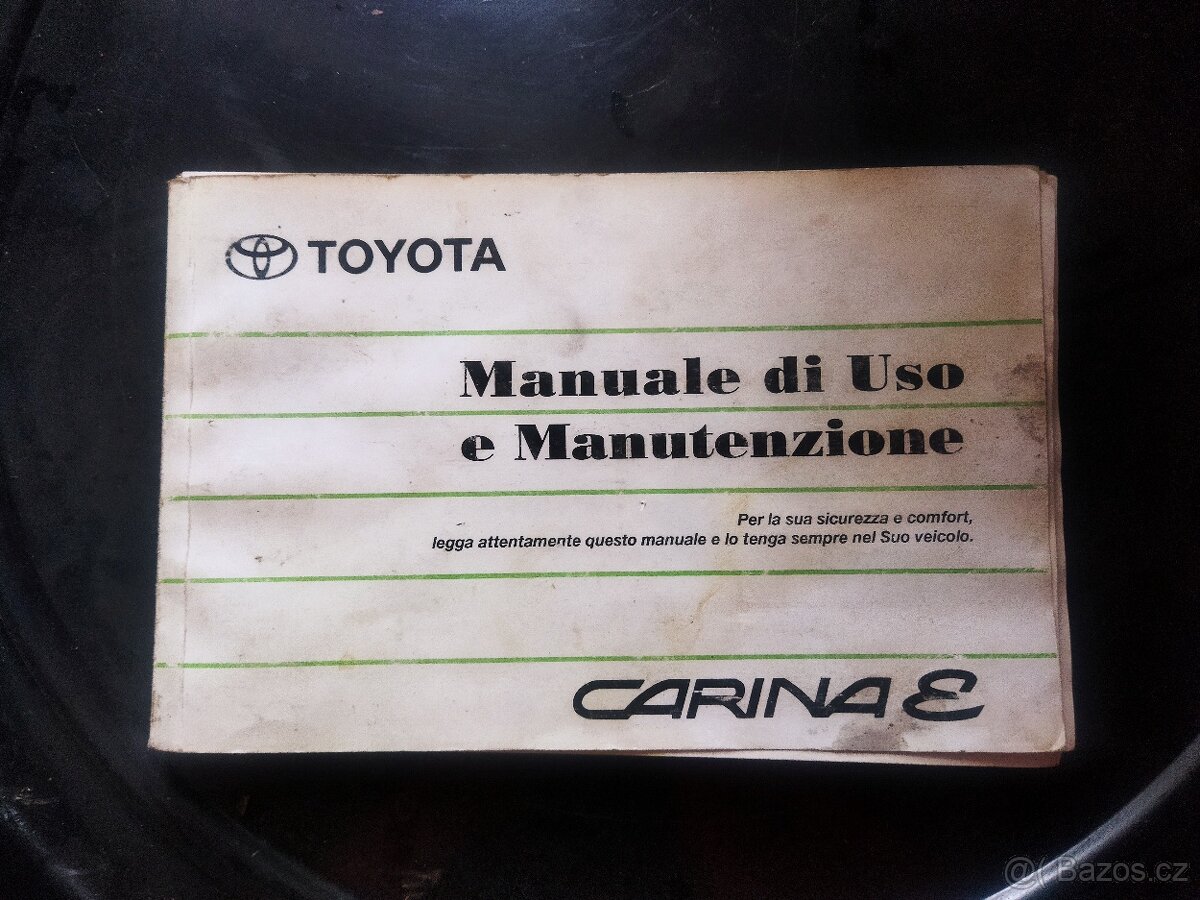 TOYOTA
Manuale di Uso
e Manutenzione
Per la sua sicurezza e comfort,
legga attentamente questo manuale e lo tenga sempre nel Suo veicolo.
CARINA E
Bazos.cz